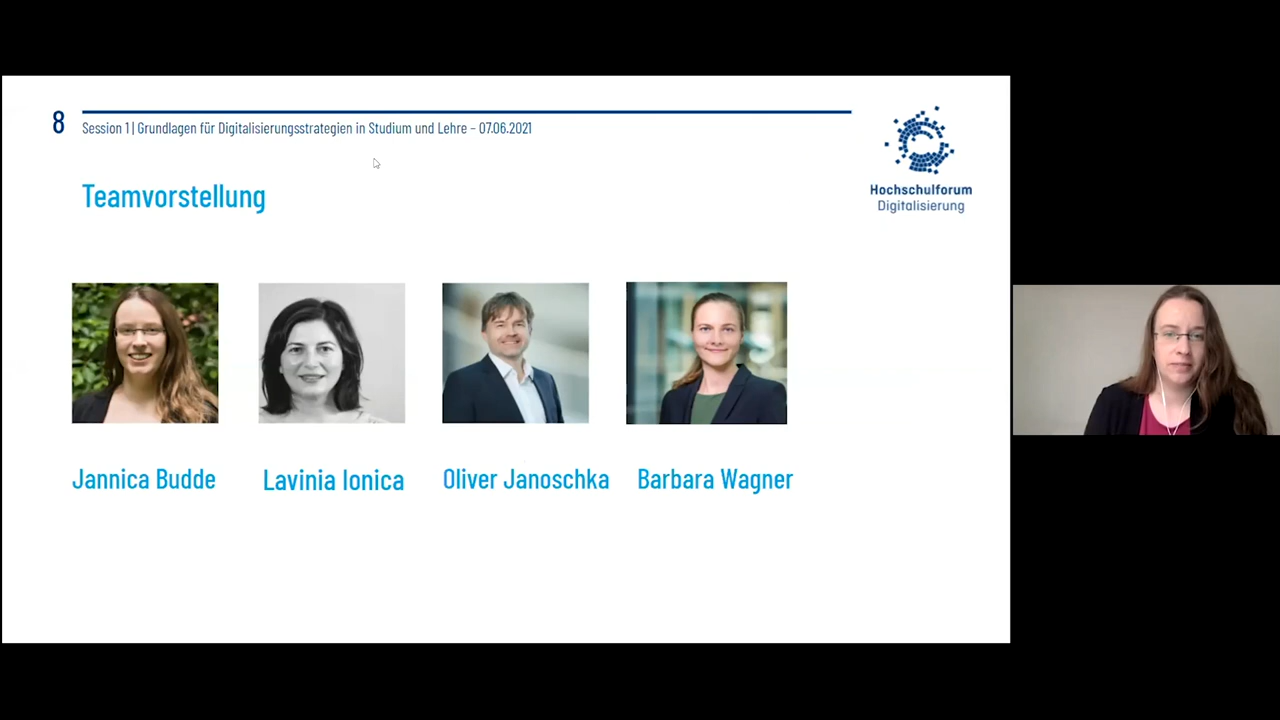 8
Session 1 | Grundlagen für Digitalisierungsstrategien in Studium und Lehre – 07.06.2021
Hochschulforum
Digitalisierung
Teamvorstellung
Jannica Budde
Lavinia Ionica
Oliver Janoschka
Barbara Wagner